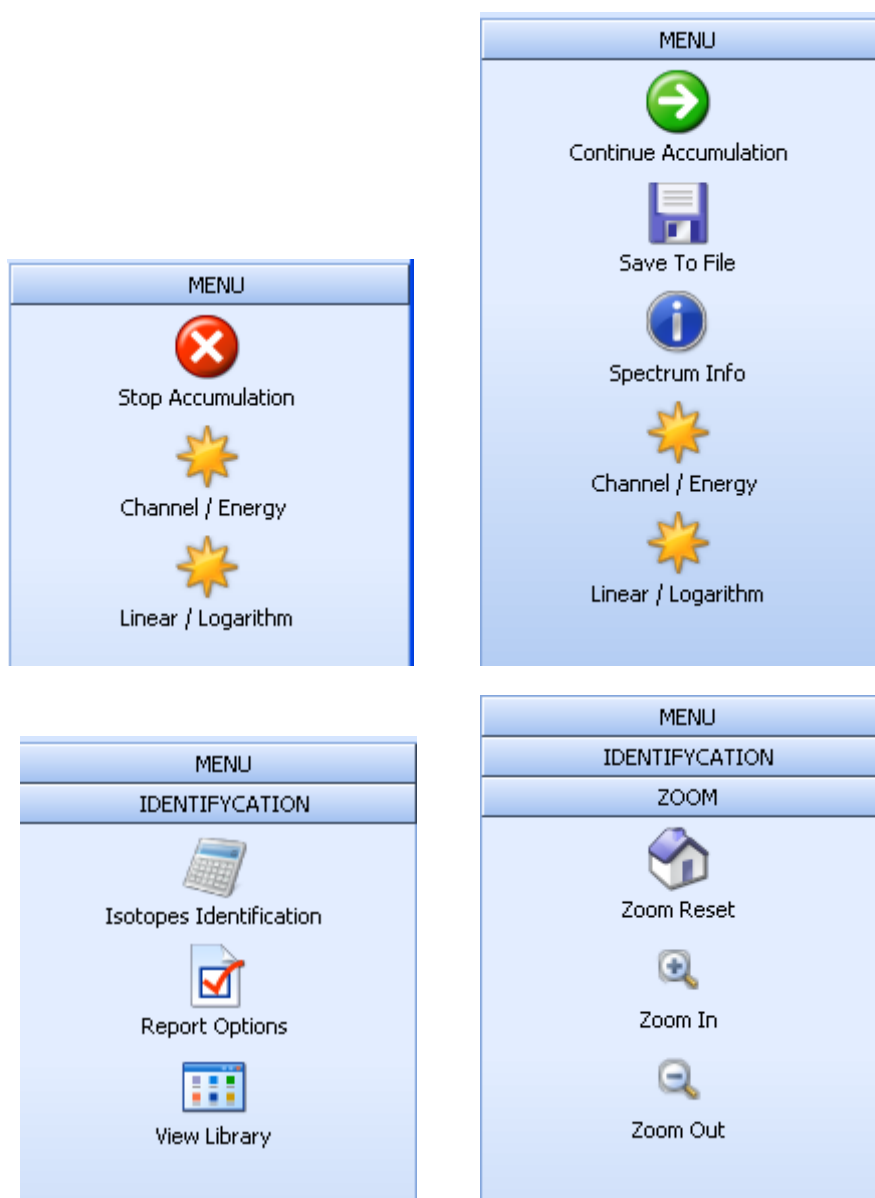 MENU
Stop Accumulation
Channel / Energy
Linear / Logarithm
MENU
Continue Accumulation
Save To File
Spectrum Info
Channel / Energy
Linear / Logarithm
MENU
IDENTIFYCATION
Isotopes Identification
Report Options
View Library
MENU
IDENTIFYCATION
ZOOM
Zoom Reset
Zoom In
Zoom Out